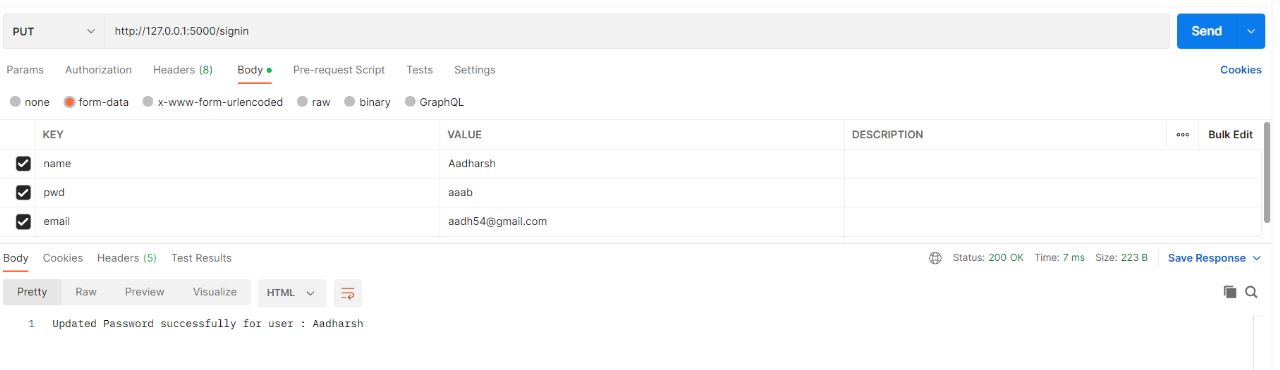 PUT http://127.0.0.1:5000/signin Send
Params Authorization Headers (8) Body Pre-request Script Tests Settings Cookies
none form-data x-www-form-urlencoded raw binary GraphQL
KEY VALUE DESCRIPTION ooo Bulk Edit
name Aadharsh
pwd aaab
email aadh54@gmail.com
Body Cookies Headers (5) Test Results Status: 200 OK Time: 7 ms Size: 223 B Save Response
Pretty Raw Preview Visualize HTML
1 Updated Password successfully for user : Aadharsh